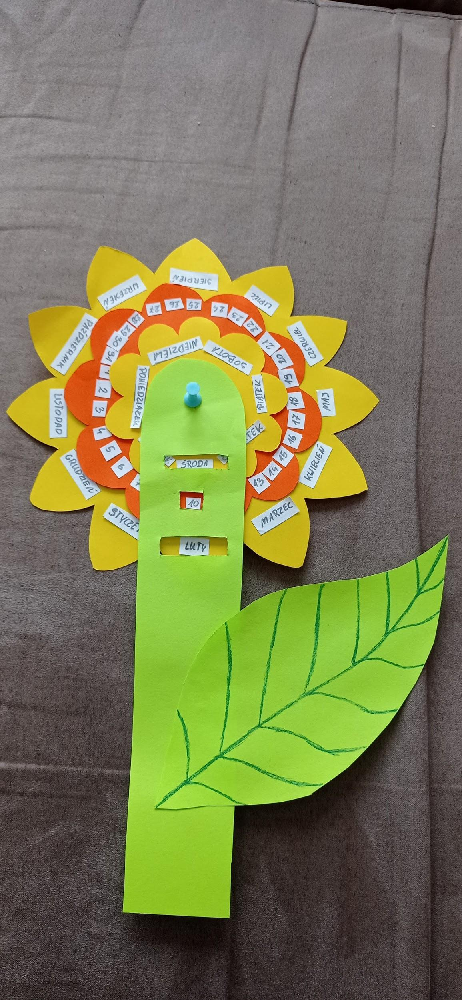 SIERPIEŃ
LIPIEC
CZERWIEC
MAJ
KWIECIEŃ
MARZEC
LUTY
STYCZE
GRUDZIEŃ
LISTOPAD
PAŹDZIERNIK
WRZESIEŃ
25
24
23
22
21
20
19
18
17
16
15
14
13
10
6
5
4
3
2
1
31
30
29
28
27
26
NIEDZIELA
SOBOTA
PIĄTEK
TEK
ŚRODA
K
PONIEDZIAŁEK